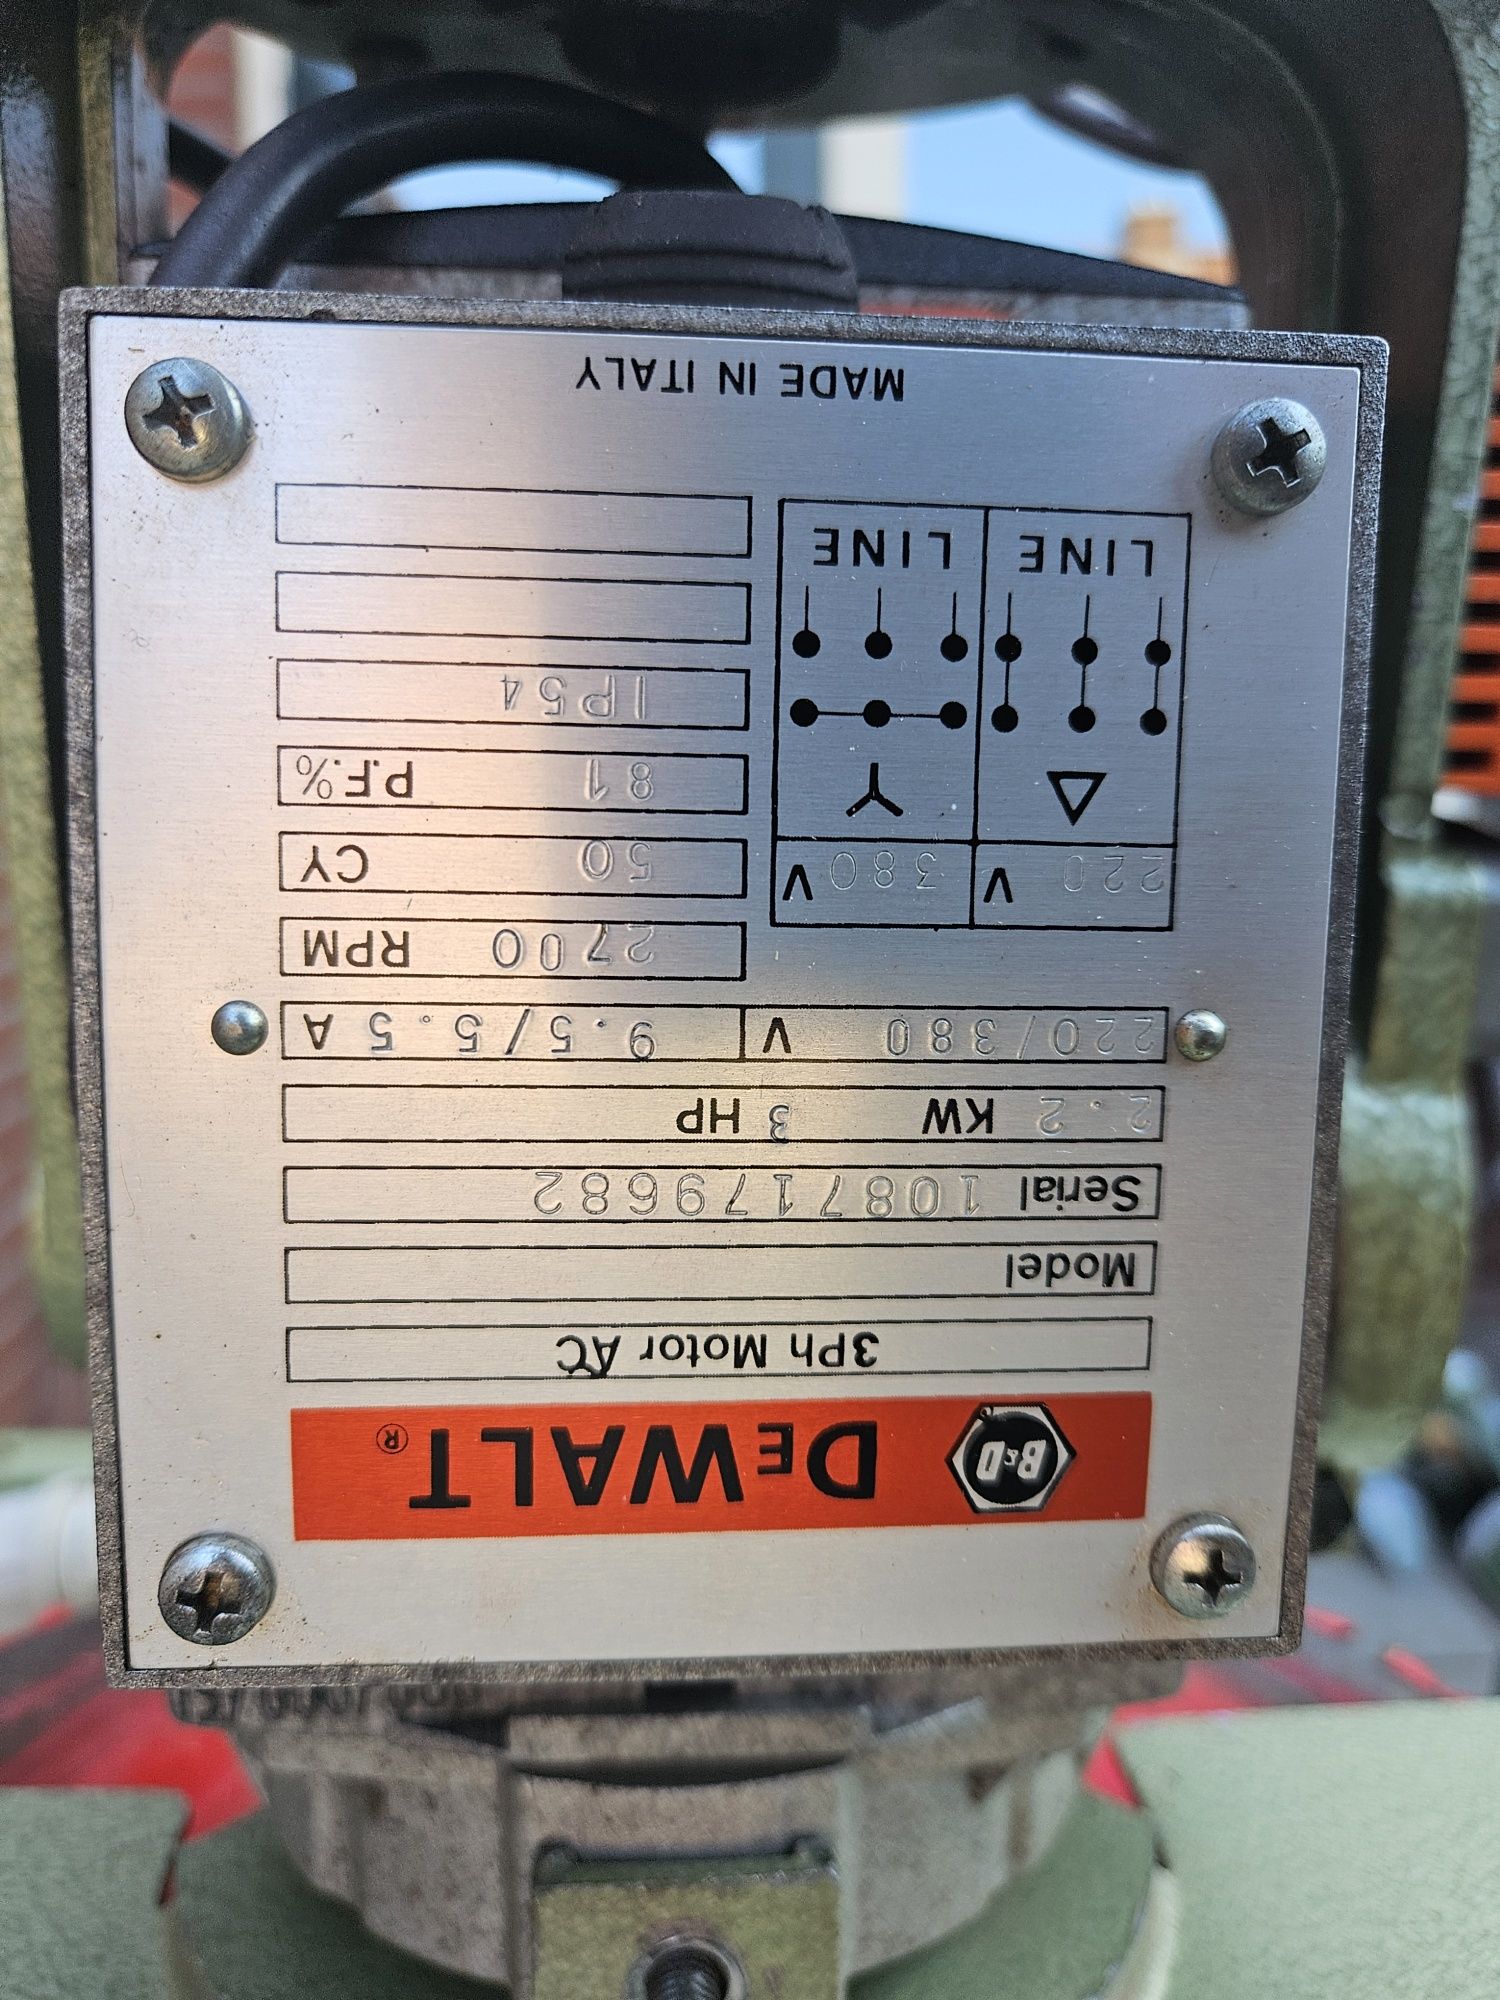 B&D DEWALT®
3Ph Motor AC
Model
Serial 1087179682
2.2 KW 3 HP
220/380 V 9.5/5.5 A
2700 RPM
220 V 380 V
50 CY
81 P.F.%
IP54
LINE LINE
MADE IN ITALY